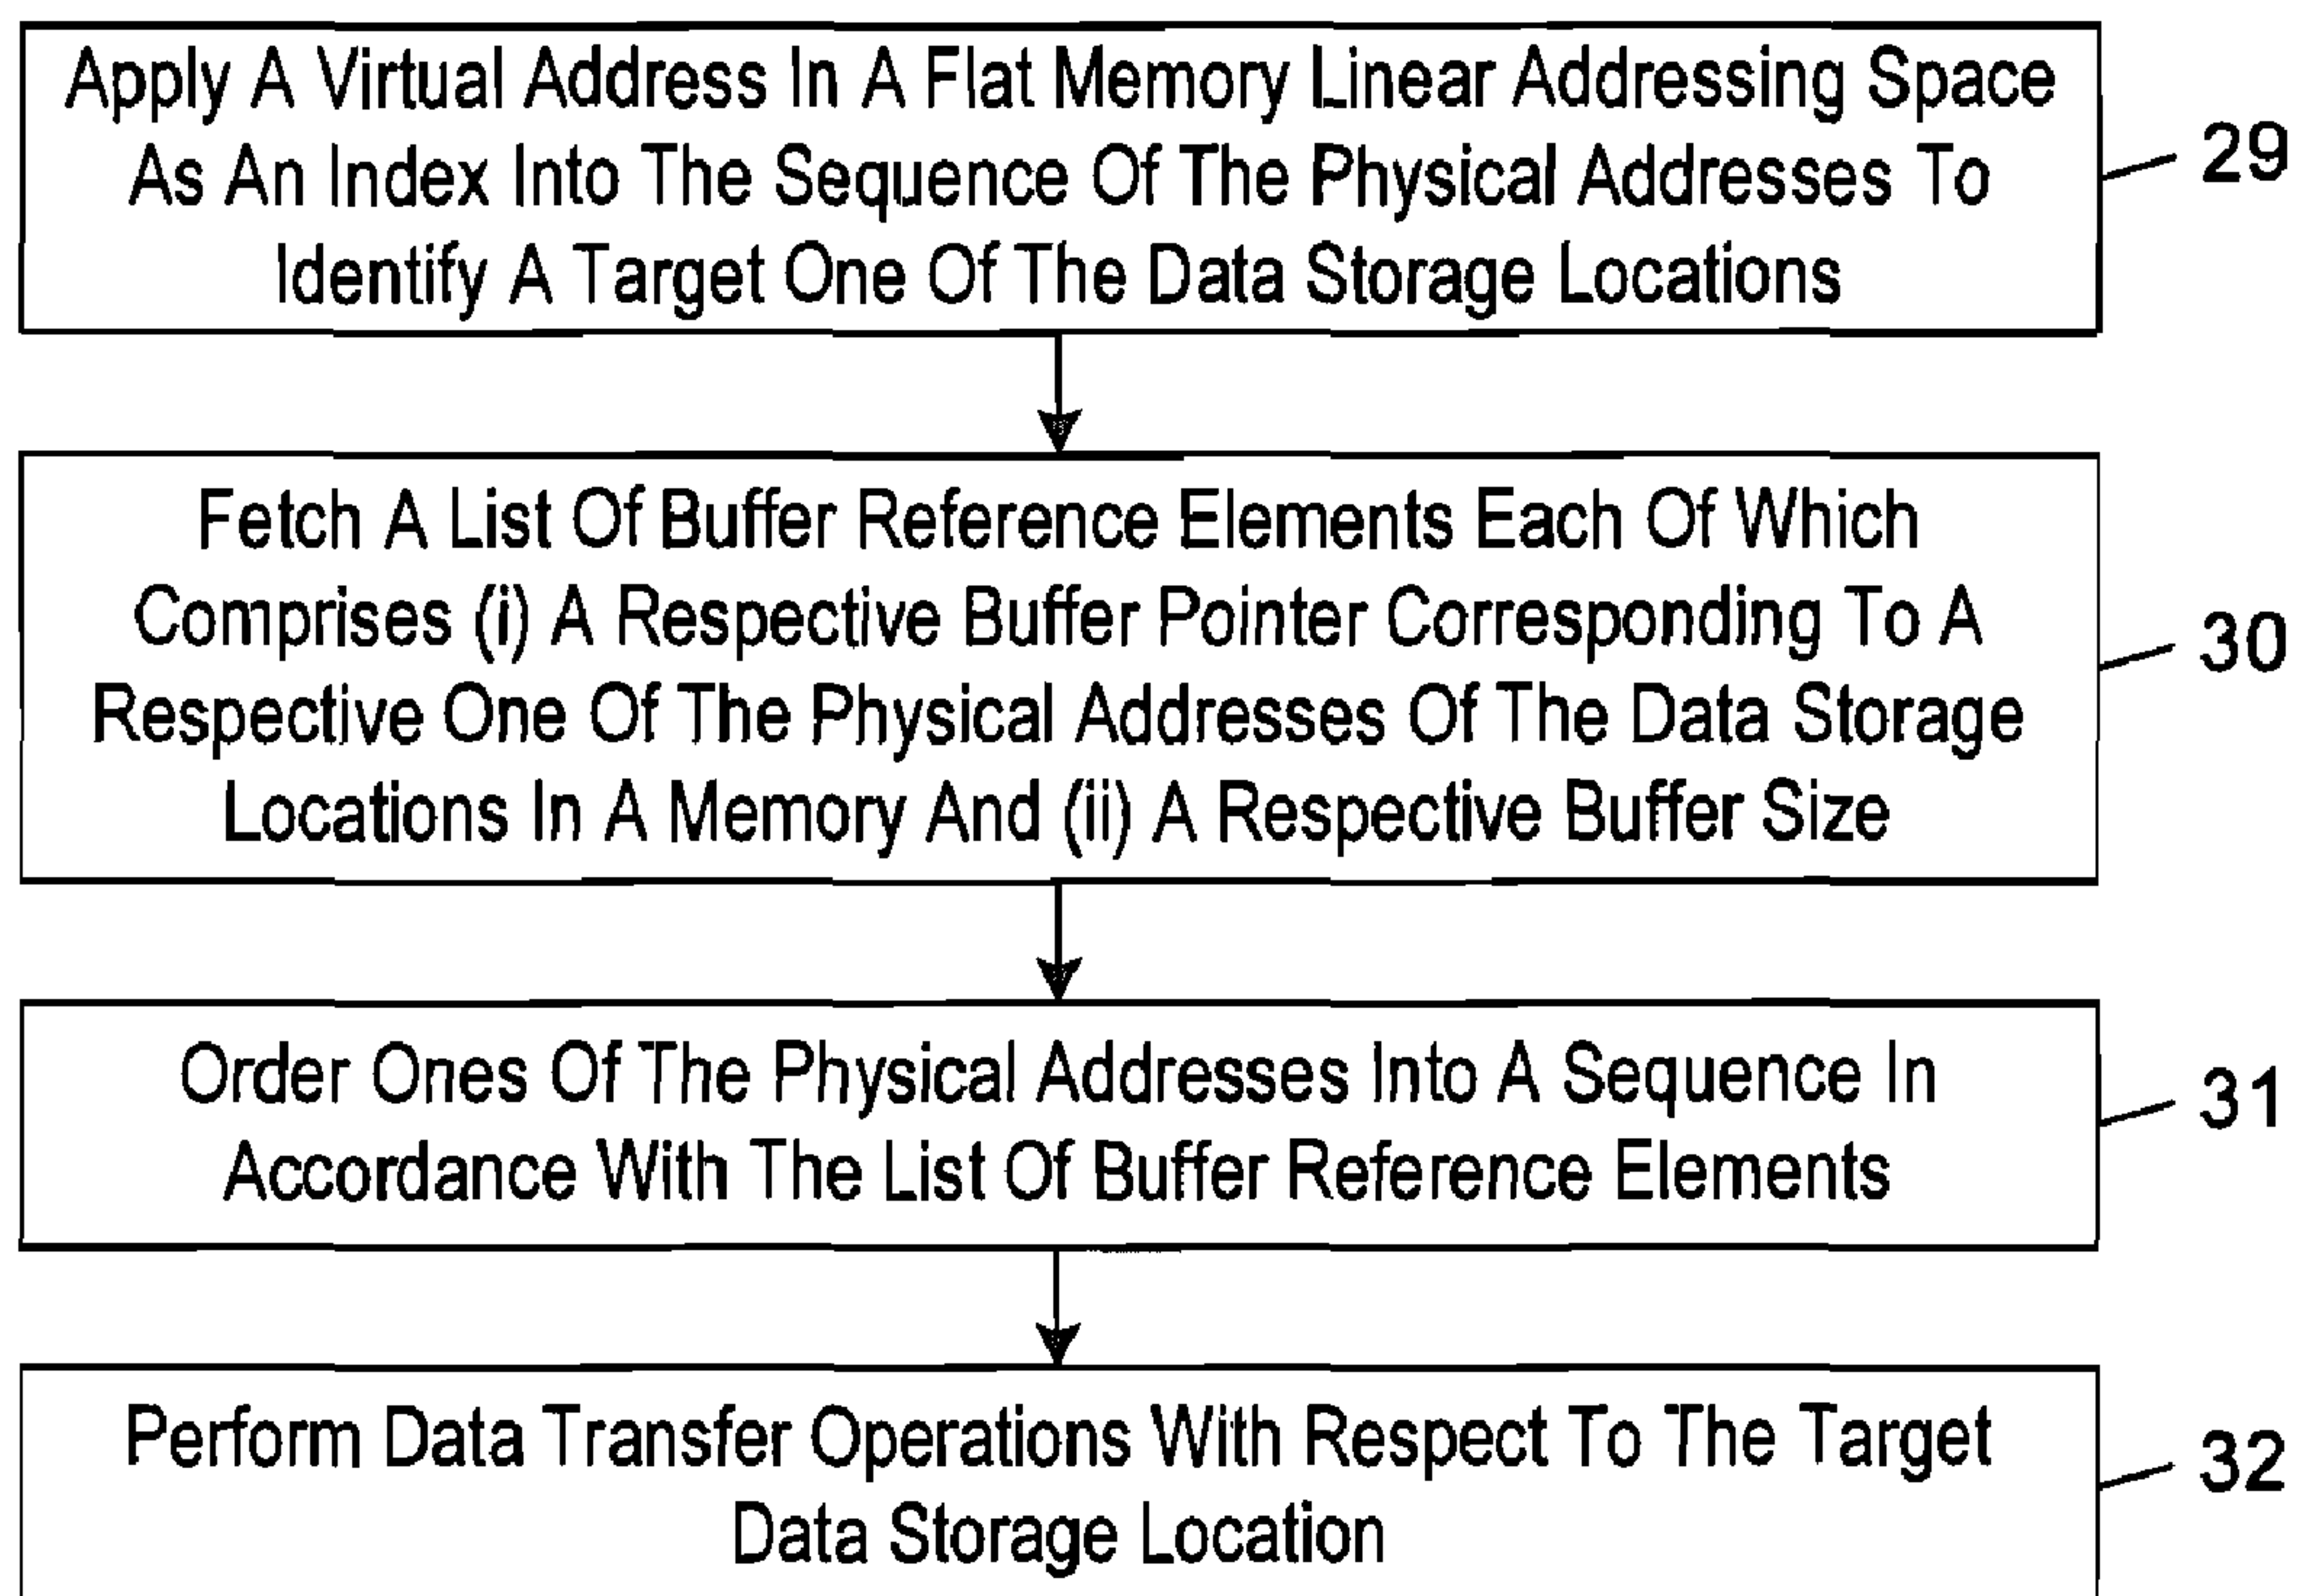 Apply A Virtual Address In A Flat Memory Linear Addressing Space
As An Index Into The Sequence Of The Physical Addresses To
Identify A Target One Of The Data Storage Locations
29
Fetch A List Of Buffer Reference Elements Each Of Which
Comprises (i) A Respective Buffer Pointer Corresponding To A
Respective One Of The Physical Addresses Of The Data Storage
Locations In A Memory And (ii) A Respective Buffer Size
30
Order Ones Of The Physical Addresses Into A Sequence In
Accordance With The List Of Buffer Reference Elements
31
Perform Data Transfer Operations With Respect To The Target
Data Storage Location
32